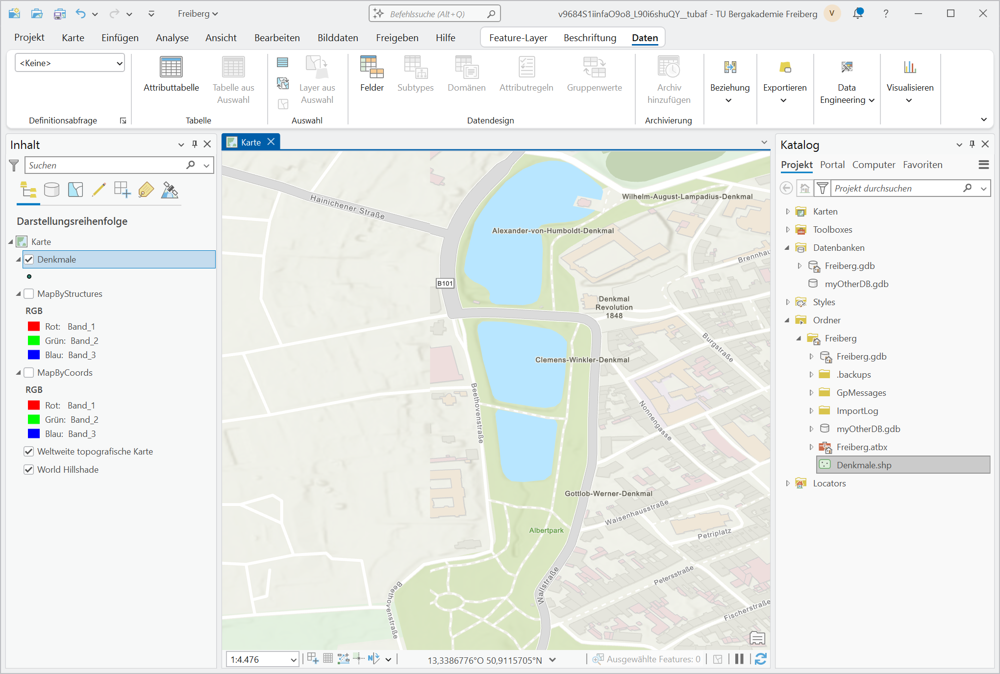 Freiberg
Befehlssuche (Alt+Q)
v9684S1iinfaO9o8_L90i6shuQY__tubaf - TU Bergakademie Freiberg
V
?
Projekt
Karte
Einfügen
Analyse
Ansicht
Bearbeiten
Bilddaten
Freigeben
Hilfe
Feature-Layer
Beschriftung
Daten
<Keine>
Definitionsabfrage
Attributtabelle
Tabelle aus
Auswahl
Tabelle
Layer aus
Auswahl
Auswahl
Felder
Subtypes
Domänen
Attributregeln
Gruppenwerte
Datendesign
Archiv
hinzufügen
Archivierung
Beziehung
Exportieren
Data
Engineering
Visualisieren
Inhalt
Suchen
Darstellungsreihenfolge
Karte
Denkmale
MapByStructures
RGB
Rot: Band_1
Grün: Band_2
Blau: Band_3
MapByCoords
RGB
Rot: Band_1
Grün: Band_2
Blau: Band_3
Weltweite topografische Karte
World Hillshade
Karte
Hainichener Straße
Wilhelm-August-Lampadius-Denkmal
Alexander-von-Humboldt-Denkmal
Brennhau
B101
Denkmal
Revolution
1848
Burgstraße
Clemens-Winkler-Denkmal
Beethovenstraße
Nonnengasse
Gottlob-Werner-Denkmal
Waisenhausstraße
Albertpark
Petriplatz
Petersstraße
Wallstraße
Beethovenstraße
Fischerstraße
1:4.476
N
13,3386776°O 50,9115705°N
Ausgewählte Features: 0
Katalog
Projekt
Portal
Computer
Favoriten
Projekt durchsuchen
Karten
Toolboxes
Datenbanken
Freiberg.gdb
myOtherDB.gdb
Styles
Ordner
Freiberg
Freiberg.gdb
.backups
GpMessages
ImportLog
myOtherDB.gdb
Freiberg.atbx
Denkmale.shp
Locators